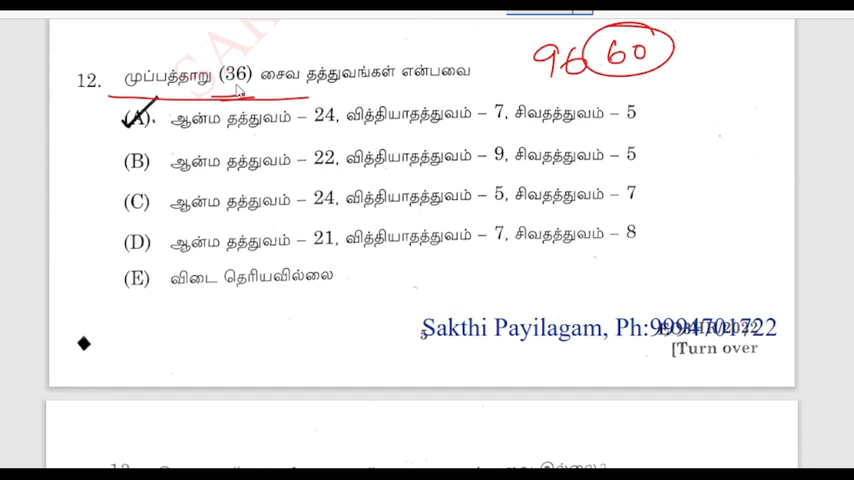 96 60
12. முப்பத்தாறு (36) சைவ தத்துவங்கள் என்பவை
(A). ஆன்ம தத்துவம் – 24, வித்தியாதத்துவம் – 7, சிவதத்துவம் – 5
(B) ஆன்ம தத்துவம் – 22, வித்தியாதத்துவம் – 9, சிவதத்துவம் – 5
(C) ஆன்ம தத்துவம் – 24, வித்தியாதத்துவம் – 5, சிவதத்துவம் – 7
(D) ஆன்ம தத்துவம் – 21, வித்தியாதத்துவம் – 7, சிவதத்துவம் – 8
(E) விடை தெரியவில்லை
Sakthi Payilagam, Ph:9994701722
5
[Turn over